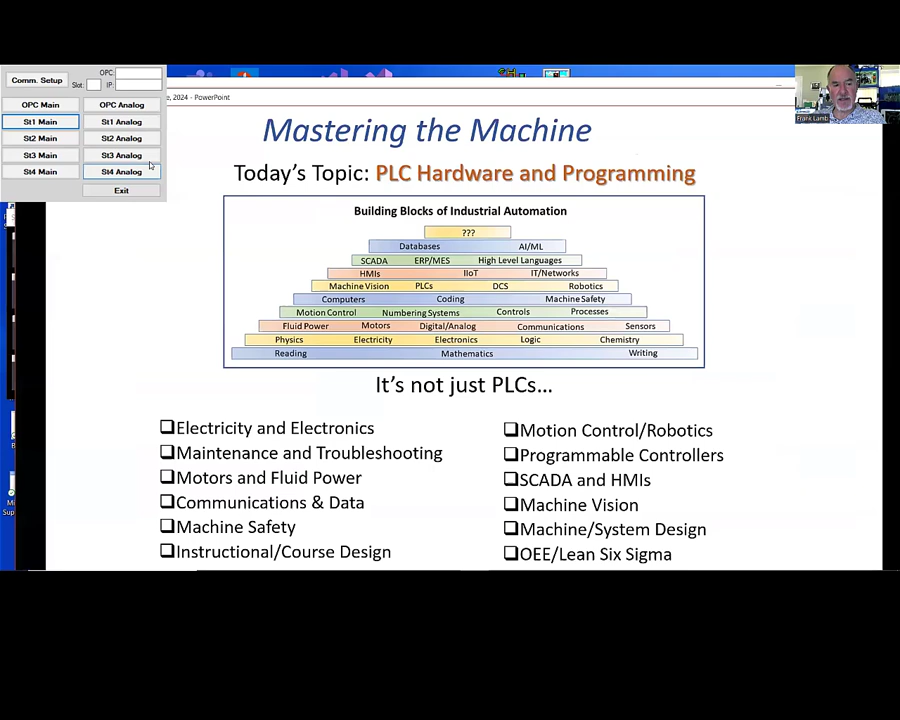 Comm. Setup
OPC:
Slot: IP:
OPC Main OPC Analog
St1 Main St1 Analog
St2 Main St2 Analog
St3 Main St3 Analog
St4 Main St4 Analog
Exit
e, 2024 - PowerPoint
Frank Lamb
Mastering the Machine
Today's Topic: PLC Hardware and Programming
Building Blocks of Industrial Automation
???
Databases AI/ML
SCADA ERP/MES High Level Languages
HMIs IIoT IT/Networks
Machine Vision PLCs DCS Robotics
Computers Coding Machine Safety
Motion Control Numbering Systems Controls Processes
Fluid Power Motors Digital/Analog Communications Sensors
Physics Electricity Electronics Logic Chemistry
Reading Mathematics Writing
It's not just PLCs…
❑Electricity and Electronics
❑Maintenance and Troubleshooting
❑Motors and Fluid Power
❑Communications & Data
❑Machine Safety
❑Instructional/Course Design
❑Motion Control/Robotics
❑Programmable Controllers
❑SCADA and HMIs
❑Machine Vision
❑Machine/System Design
❑OEE/Lean Six Sigma